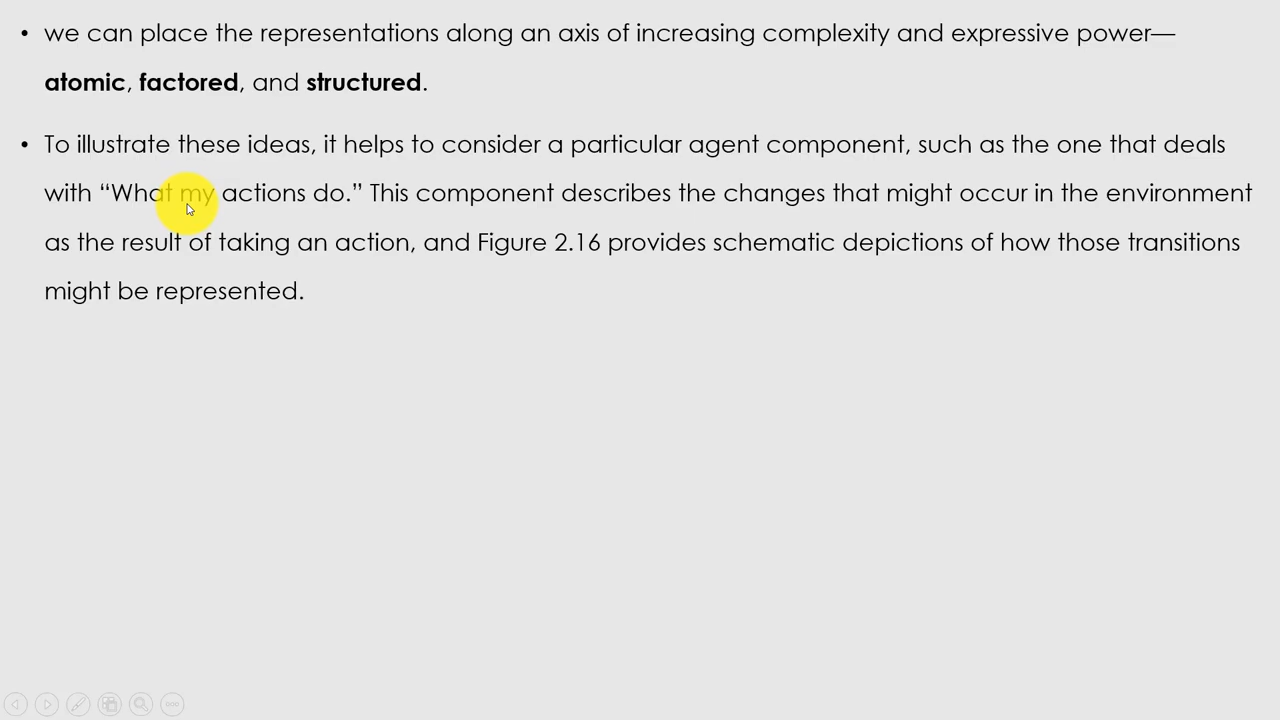 • we can place the representations along an axis of increasing complexity and expressive power—
atomic, factored, and structured.
• To illustrate these ideas, it helps to consider a particular agent component, such as the one that deals
with “What my actions do.” This component describes the changes that might occur in the environment
as the result of taking an action, and Figure 2.16 provides schematic depictions of how those transitions
might be represented.